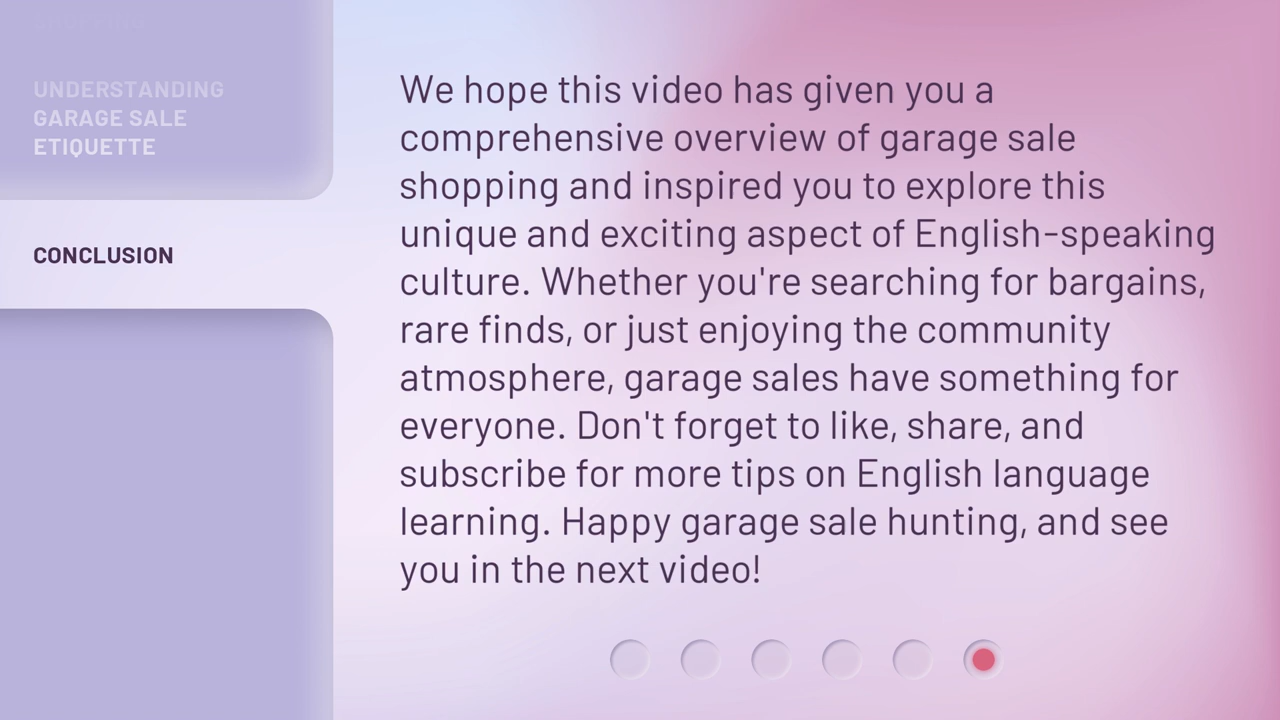 UNDERSTANDING
GARAGE SALE
ETIQUETTE
CONCLUSION
We hope this video has given you a
comprehensive overview of garage sale
shopping and inspired you to explore this
unique and exciting aspect of English-speaking
culture. Whether you're searching for bargains,
rare finds, or just enjoying the community
atmosphere, garage sales have something for
everyone. Don't forget to like, share, and
subscribe for more tips on English language
learning. Happy garage sale hunting, and see
you in the next video!